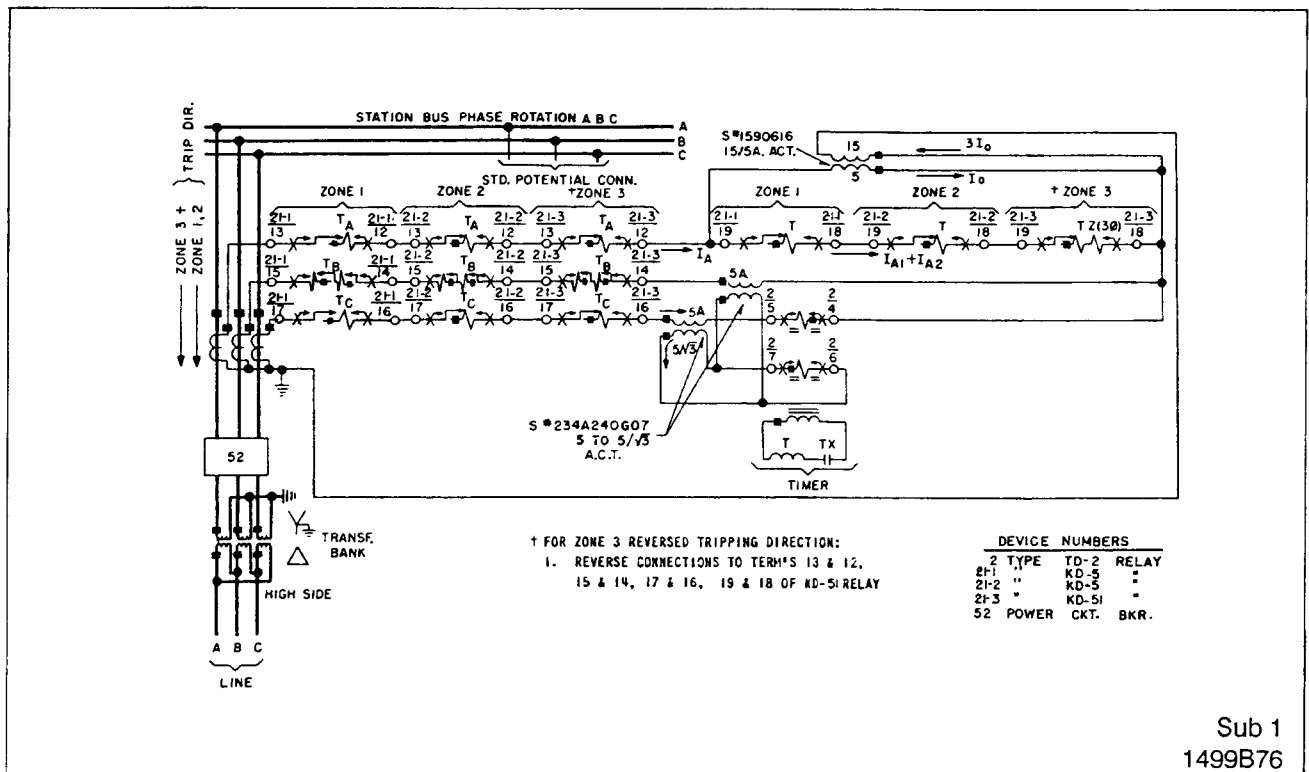 STATION BUS PHASE ROTATION A B C
A
B
C
TRIP DIR.
ZONE 3 +
ZONE 1, 2
STD. POTENTIAL CONN.
S#1590616
15/5A. ACT.
15
5
3I₀
I₀
ZONE 1
ZONE 2
†ZONE 3
ZONE 1
ZONE 2
† ZONE 3
21-1 13 TA 21-1 12 21-2 13 TA 21-2 12 21-3 13 TA 21-3 12
IA
21-1 19 T 21-1 18 21-2 19 T 21-2 18 21-3 19 T Z(3Ø) 21-3 18
IA1+IA2
21-1 15 TB 21-1 14 21-2 15 TB 21-2 14 21-3 15 TB 21-3 14
5A
21-1 17 TC 21-1 16 21-2 17 TC 21-2 16 21-3 17 TC 21-3 16
5A
2 5 2 4
5/√3
2 7 2 6
S#234A240G07
5 TO 5/√3
A.C.T.
T TX
TIMER
52
TRANSF.
BANK
HIGH SIDE
A B C
LINE
† FOR ZONE 3 REVERSED TRIPPING DIRECTION:
1. REVERSE CONNECTIONS TO TERM'S 13 & 12,
15 & 14, 17 & 16, 19 & 18 OF KD-51 RELAY
DEVICE NUMBERS
2 TYPE TD-2 RELAY
21-1 " KD-5 "
21-2 " KD-5 "
21-3 " KD-51 "
52 POWER CKT. BKR.
Sub 1
1499B76